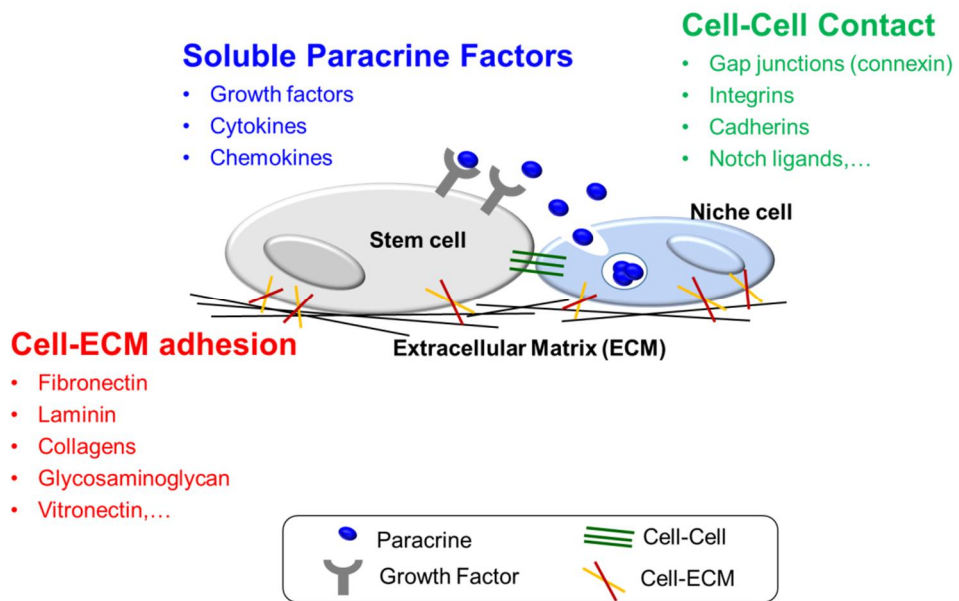 Cell-Cell Contact
• Gap junctions (connexin)
• Integrins
• Cadherins
• Notch ligands,…
Soluble Paracrine Factors
• Growth factors
• Cytokines
• Chemokines
Niche cell
Stem cell
Extracellular Matrix (ECM)
Cell-ECM adhesion
• Fibronectin
• Laminin
• Collagens
• Glycosaminoglycan
• Vitronectin,…
Paracrine
Cell-Cell
Growth Factor
Cell-ECM